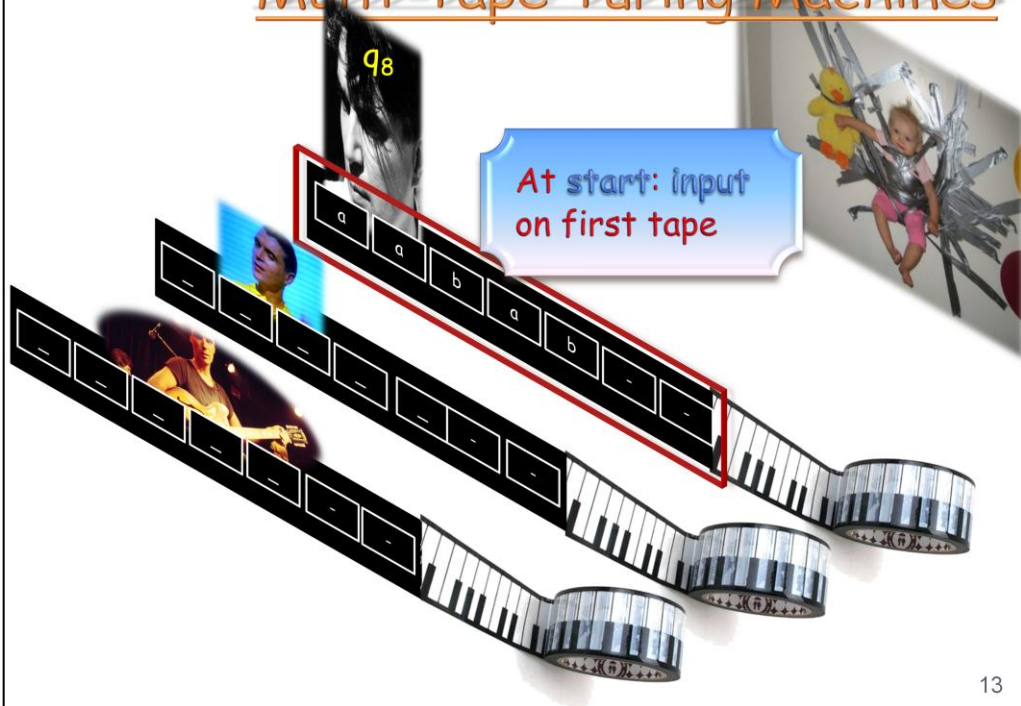 Multi-Tape Turing Machines
q8
At start: input
on first tape
a a b a b - -
_ _ _ _ _ - -
_ _ _ _ _ - -
13